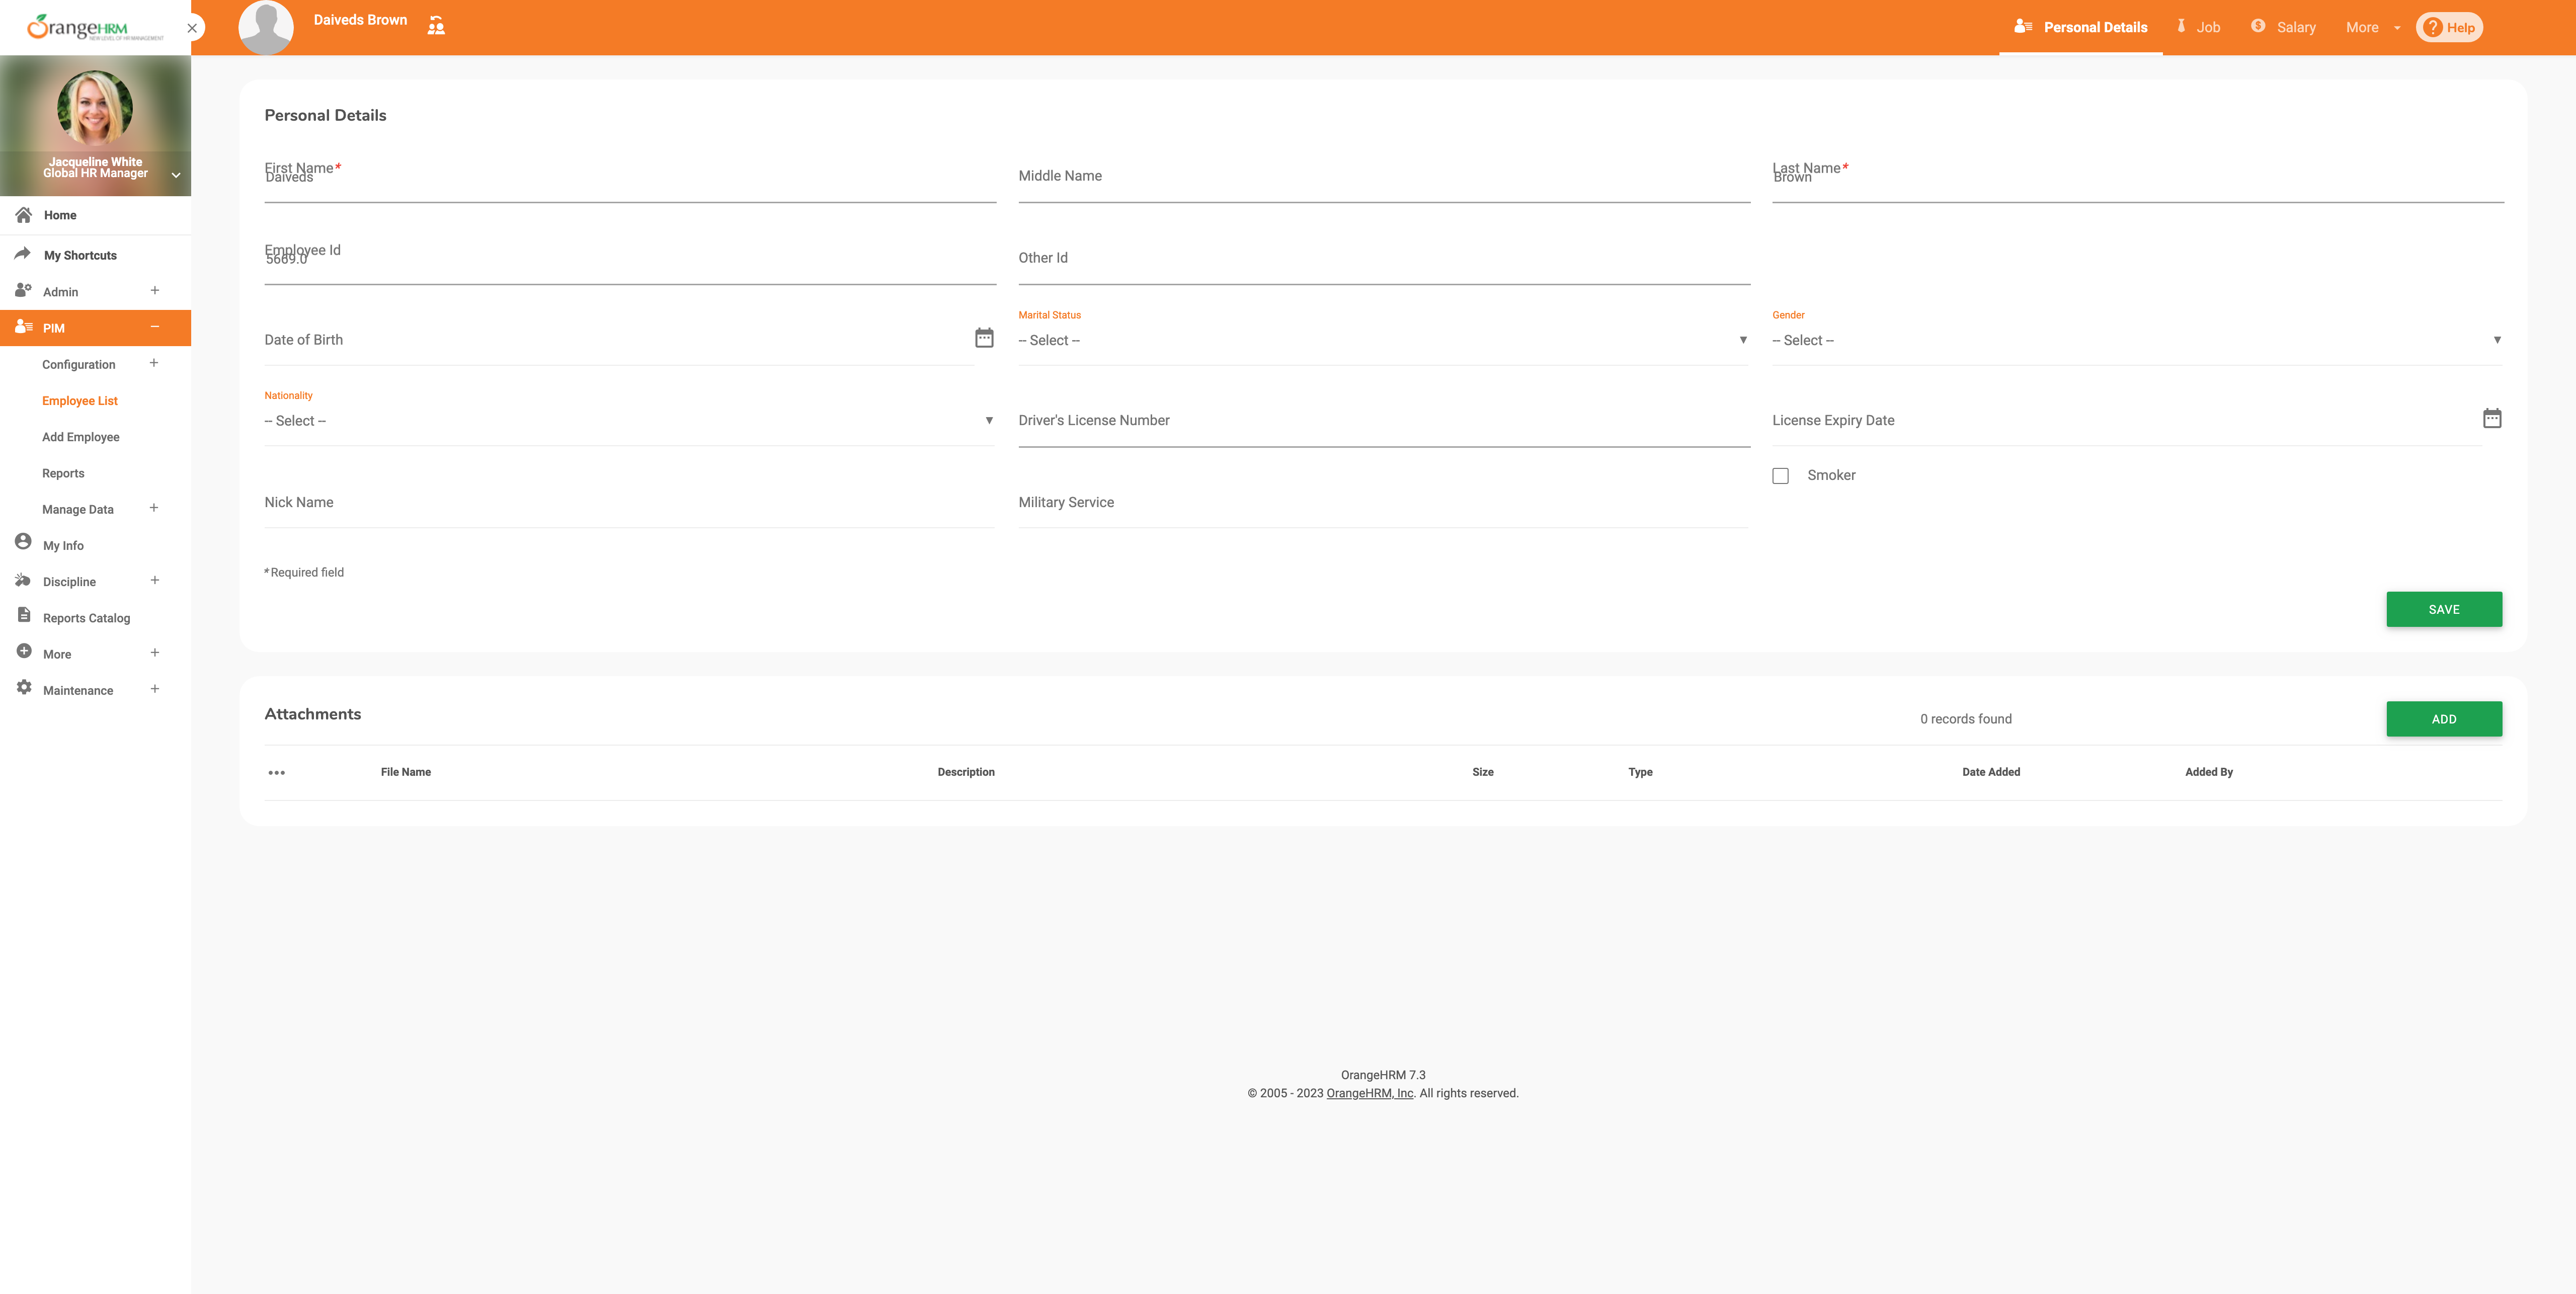 OrangeHRM
NEW LEVEL OF HR MANAGEMENT
Daiveds Brown
Personal Details
Job
Salary
More
? Help
Jacqueline White
Global HR Manager
Home
My Shortcuts
Admin
PIM
Configuration
Employee List
Add Employee
Reports
Manage Data
My Info
Discipline
Reports Catalog
More
Maintenance
Personal Details
First Name*
Daiveds
Middle Name
Last Name*
Brown
Employee Id
5669.0
Other Id
Date of Birth
Marital Status
-- Select --
Gender
-- Select --
Nationality
-- Select --
Driver's License Number
License Expiry Date
Nick Name
Military Service
Smoker
* Required field
SAVE
Attachments
0 records found
ADD
File Name
Description
Size
Type
Date Added
Added By
OrangeHRM 7.3
© 2005 - 2023 OrangeHRM, Inc. All rights reserved.